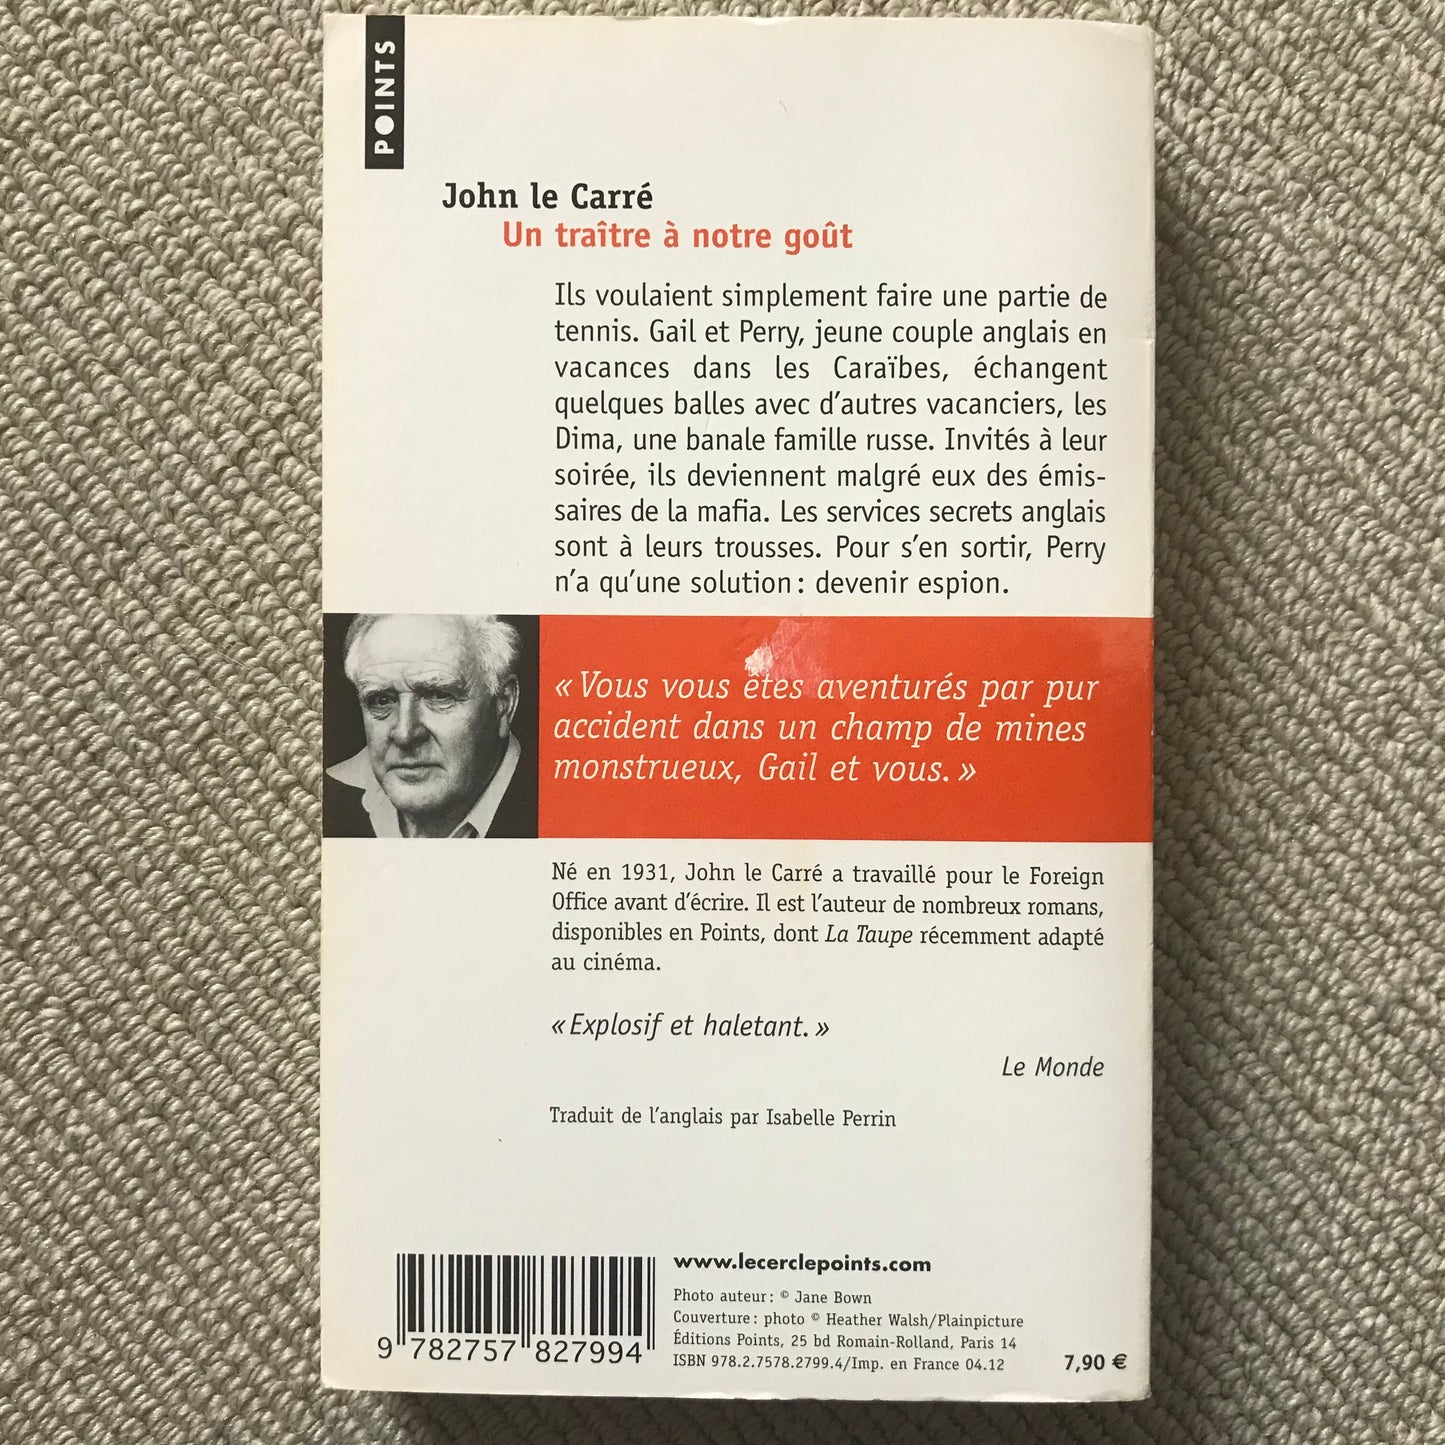 POINTS
John le Carré
Un traître à notre goût
Ils voulaient simplement faire une partie de
tennis. Gail et Perry, jeune couple anglais en
vacances dans les Caraïbes, échangent
quelques balles avec d'autres vacanciers, les
Dima, une banale famille russe. Invités à leur
soirée, ils deviennent malgré eux des émis-
saires de la mafia. Les services secrets anglais
sont à leurs trousses. Pour s'en sortir, Perry
n'a qu'une solution : devenir espion.
« Vous vous êtes aventurés par pur
accident dans un champ de mines
monstrueux, Gail et vous. »
Né en 1931, John le Carré a travaillé pour le Foreign
Office avant d'écrire. Il est l'auteur de nombreux romans,
disponibles en Points, dont La Taupe récemment adapté
au cinéma.
« Explosif et haletant. »
Le Monde
Traduit de l'anglais par Isabelle Perrin
9 782757 827994
www.lecerclepoints.com
Photo auteur : © Jane Bown
Couverture : photo © Heather Walsh/Plainpicture
Éditions Points, 25 bd Romain-Rolland, Paris 14
ISBN 978.2.7578.2799.4/Imp. en France 04.12
7,90 €